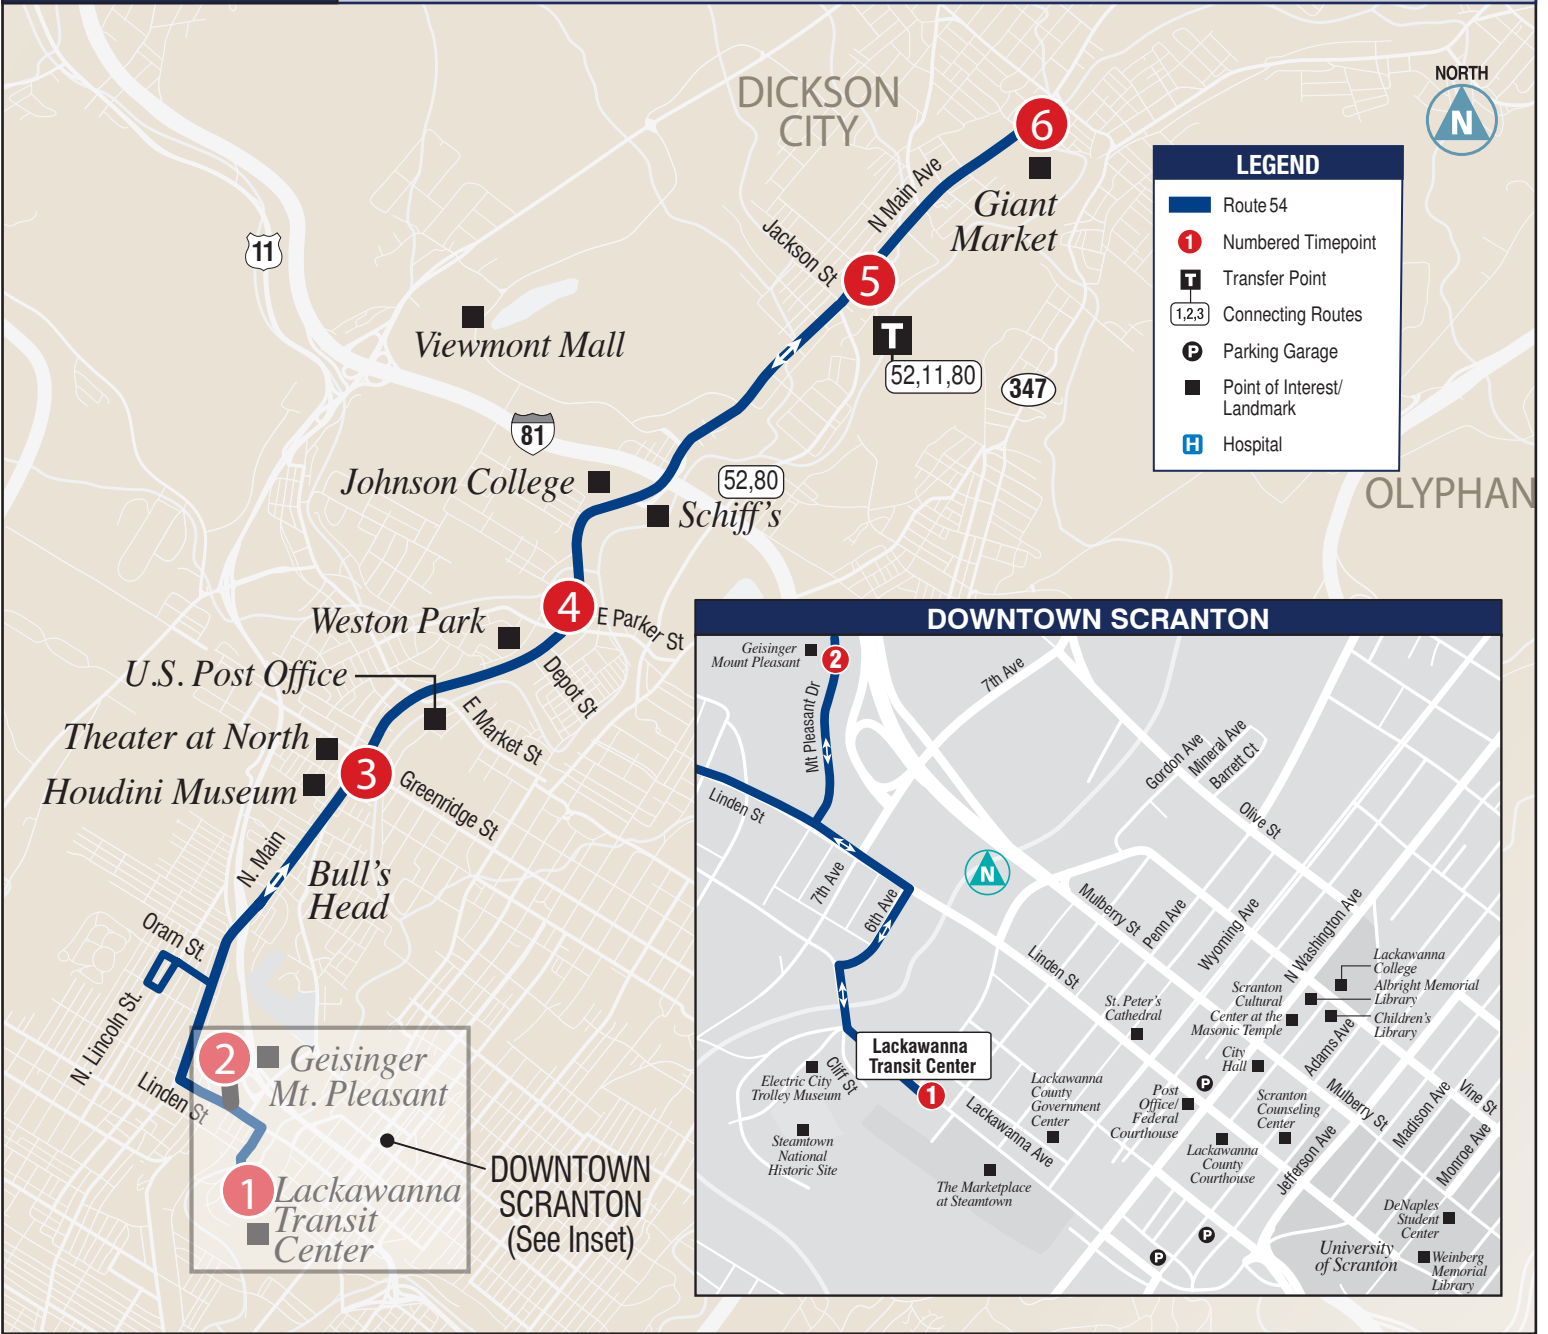 DICKSON
CITY
NORTH
N
6
LEGEND
Route 54
1 Numbered Timepoint
T Transfer Point
1,2,3 Connecting Routes
P Parking Garage
Point of Interest/
Landmark
H Hospital
Giant
Market
N Main Ave
Jackson St
5
T
52,11,80
347
11
Viewmont Mall
81
Johnson College
52,80
Schiff's
OLYPHAN
4
E Parker St
Weston Park
Depot St
U.S. Post Office
E Market St
Theater at North
3
Houdini Museum
Greenridge St
N. Main
Bull's
Head
Oram St.
N. Lincoln St.
Linden St
2
Geisinger
Mt. Pleasant
1
Lackawanna
Transit
Center
DOWNTOWN
SCRANTON
(See Inset)
DOWNTOWN SCRANTON
Geisinger
Mount Pleasant
2
Mt Pleasant Dr
7th Ave
Linden St
Gordon Ave
Mineral Ave
Barrett Ct
Olive St
N
7th Ave
6th Ave
Mulberry St
Penn Ave
Wyoming Ave
N Washington Ave
Linden St
Lackawanna
College
Albright Memorial
Library
Children's
Library
Scranton
Cultural
Center at the
Masonic Temple
St. Peter's
Cathedral
Adams Ave
City
Hall
Lackawanna
Transit Center
1
Cliff St
Electric City
Trolley Museum
Steamtown
National
Historic Site
Lackawanna Ave
Lackawanna
County
Government
Center
The Marketplace
at Steamtown
P
Post
Office/
Federal
Courthouse
Scranton
Counseling
Center
Lackawanna
County
Courthouse
Mulberry St
Jefferson Ave
Madison Ave
Vine St
Monroe Ave
P
P
DeNaples
Student
Center
University
of Scranton
Weinberg
Memorial
Library